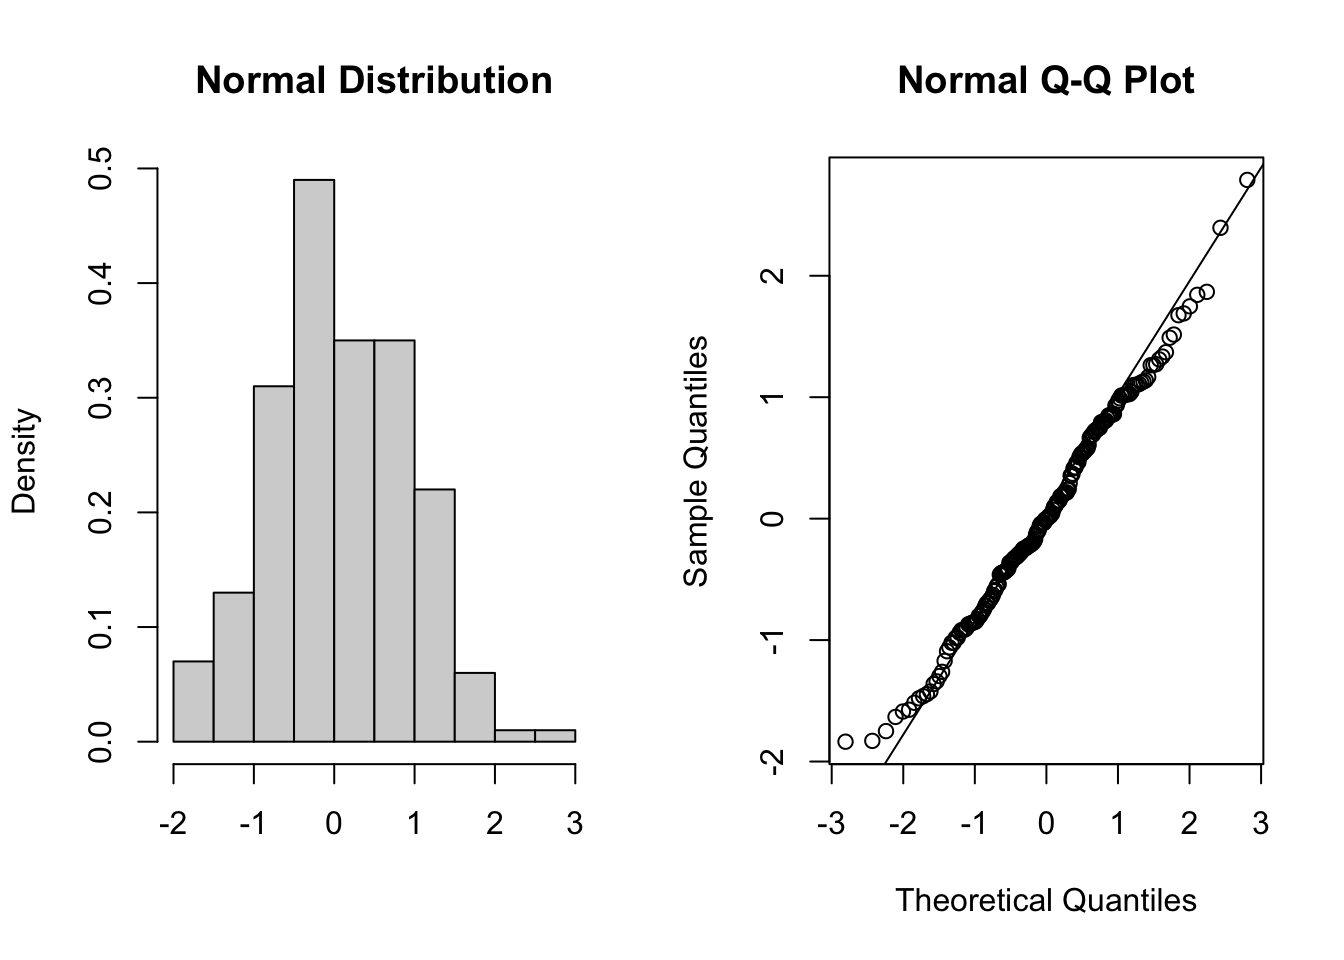 Normal Distribution
Density
0.0 0.1 0.2 0.3 0.4 0.5
-2 -1 0 1 2 3
Normal Q-Q Plot
Sample Quantiles
-2 -1 0 1 2
-3 -2 -1 0 1 2 3
Theoretical Quantiles